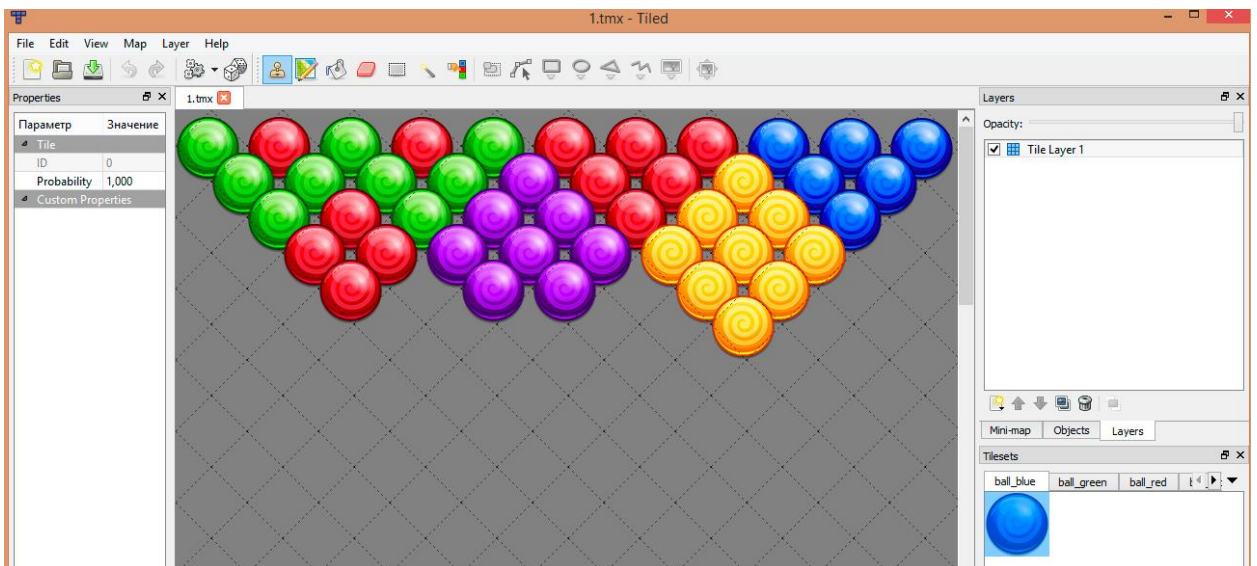 1.tmx - Tiled
File Edit View Map Layer Help
Properties
Параметр Значение
Tile
ID 0
Probability 1,000
Custom Properties
1.tmx
Layers
Opacity:
Tile Layer 1
Mini-map Objects Layers
Tilesets
ball_blue ball_green ball_red